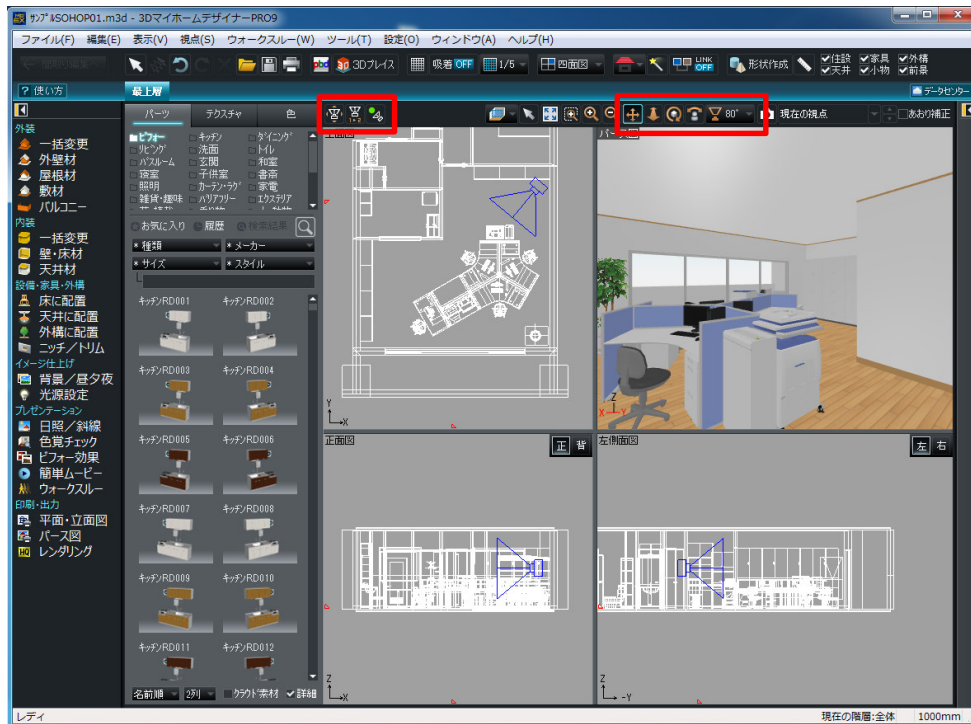 ｻﾝﾌﾟﾙSOHOP01.m3d - 3DマイホームデザイナーPRO9
ファイル(F) 編集(E) 表示(V) 視点(S) ウォークスルー(W) ツール(T) 設定(O) ウィンドウ(A) ヘルプ(H)
3Dプレイス 吸着 OFF 1/5 四面図 LINK OFF 形状作成 住設 家具 外構
天井 小物 前景
? 使い方 最上層 データセンター
パーツ テクスチャ 色 80° 現在の視点 あおり補正
外装
一括変更
外壁材
屋根材
敷材
バルコニー
内装
一括変更
壁・床材
天井材
設備・家具・外構
床に配置
天井に配置
外構に配置
ニッチ／トリム
イメージ仕上げ
背景／昼夕夜
光源設定
プレゼンテーション
日照／斜線
色覚チェック
ビフォー効果
簡単ムービー
ウォークスルー
印刷・出力
平面・立面図
パース図
HQ レンダリング
ビフォー キッチン ダイニング
リビング 洗面 トイレ
バスルーム 玄関 和室
寝室 子供室 書斎
照明 カーテン・ラグ 家電
雑貨・趣味 バリアフリー エクステリア
お気に入り 履歴 検索結果
* 種類 * メーカー
* サイズ * スタイル
キッチンRD001 キッチンRD002
キッチンRD003 キッチンRD004
キッチンRD005 キッチンRD006
キッチンRD007 キッチンRD008
キッチンRD009 キッチンRD010
キッチンRD011 キッチンRD012
名前順 2列 クラウド素材 詳細
Y
X
Z
X Y
正面図 正 背
左側面図 左 右
Z
X
Z
-Y
レディ 現在の階層:全体 1000mm